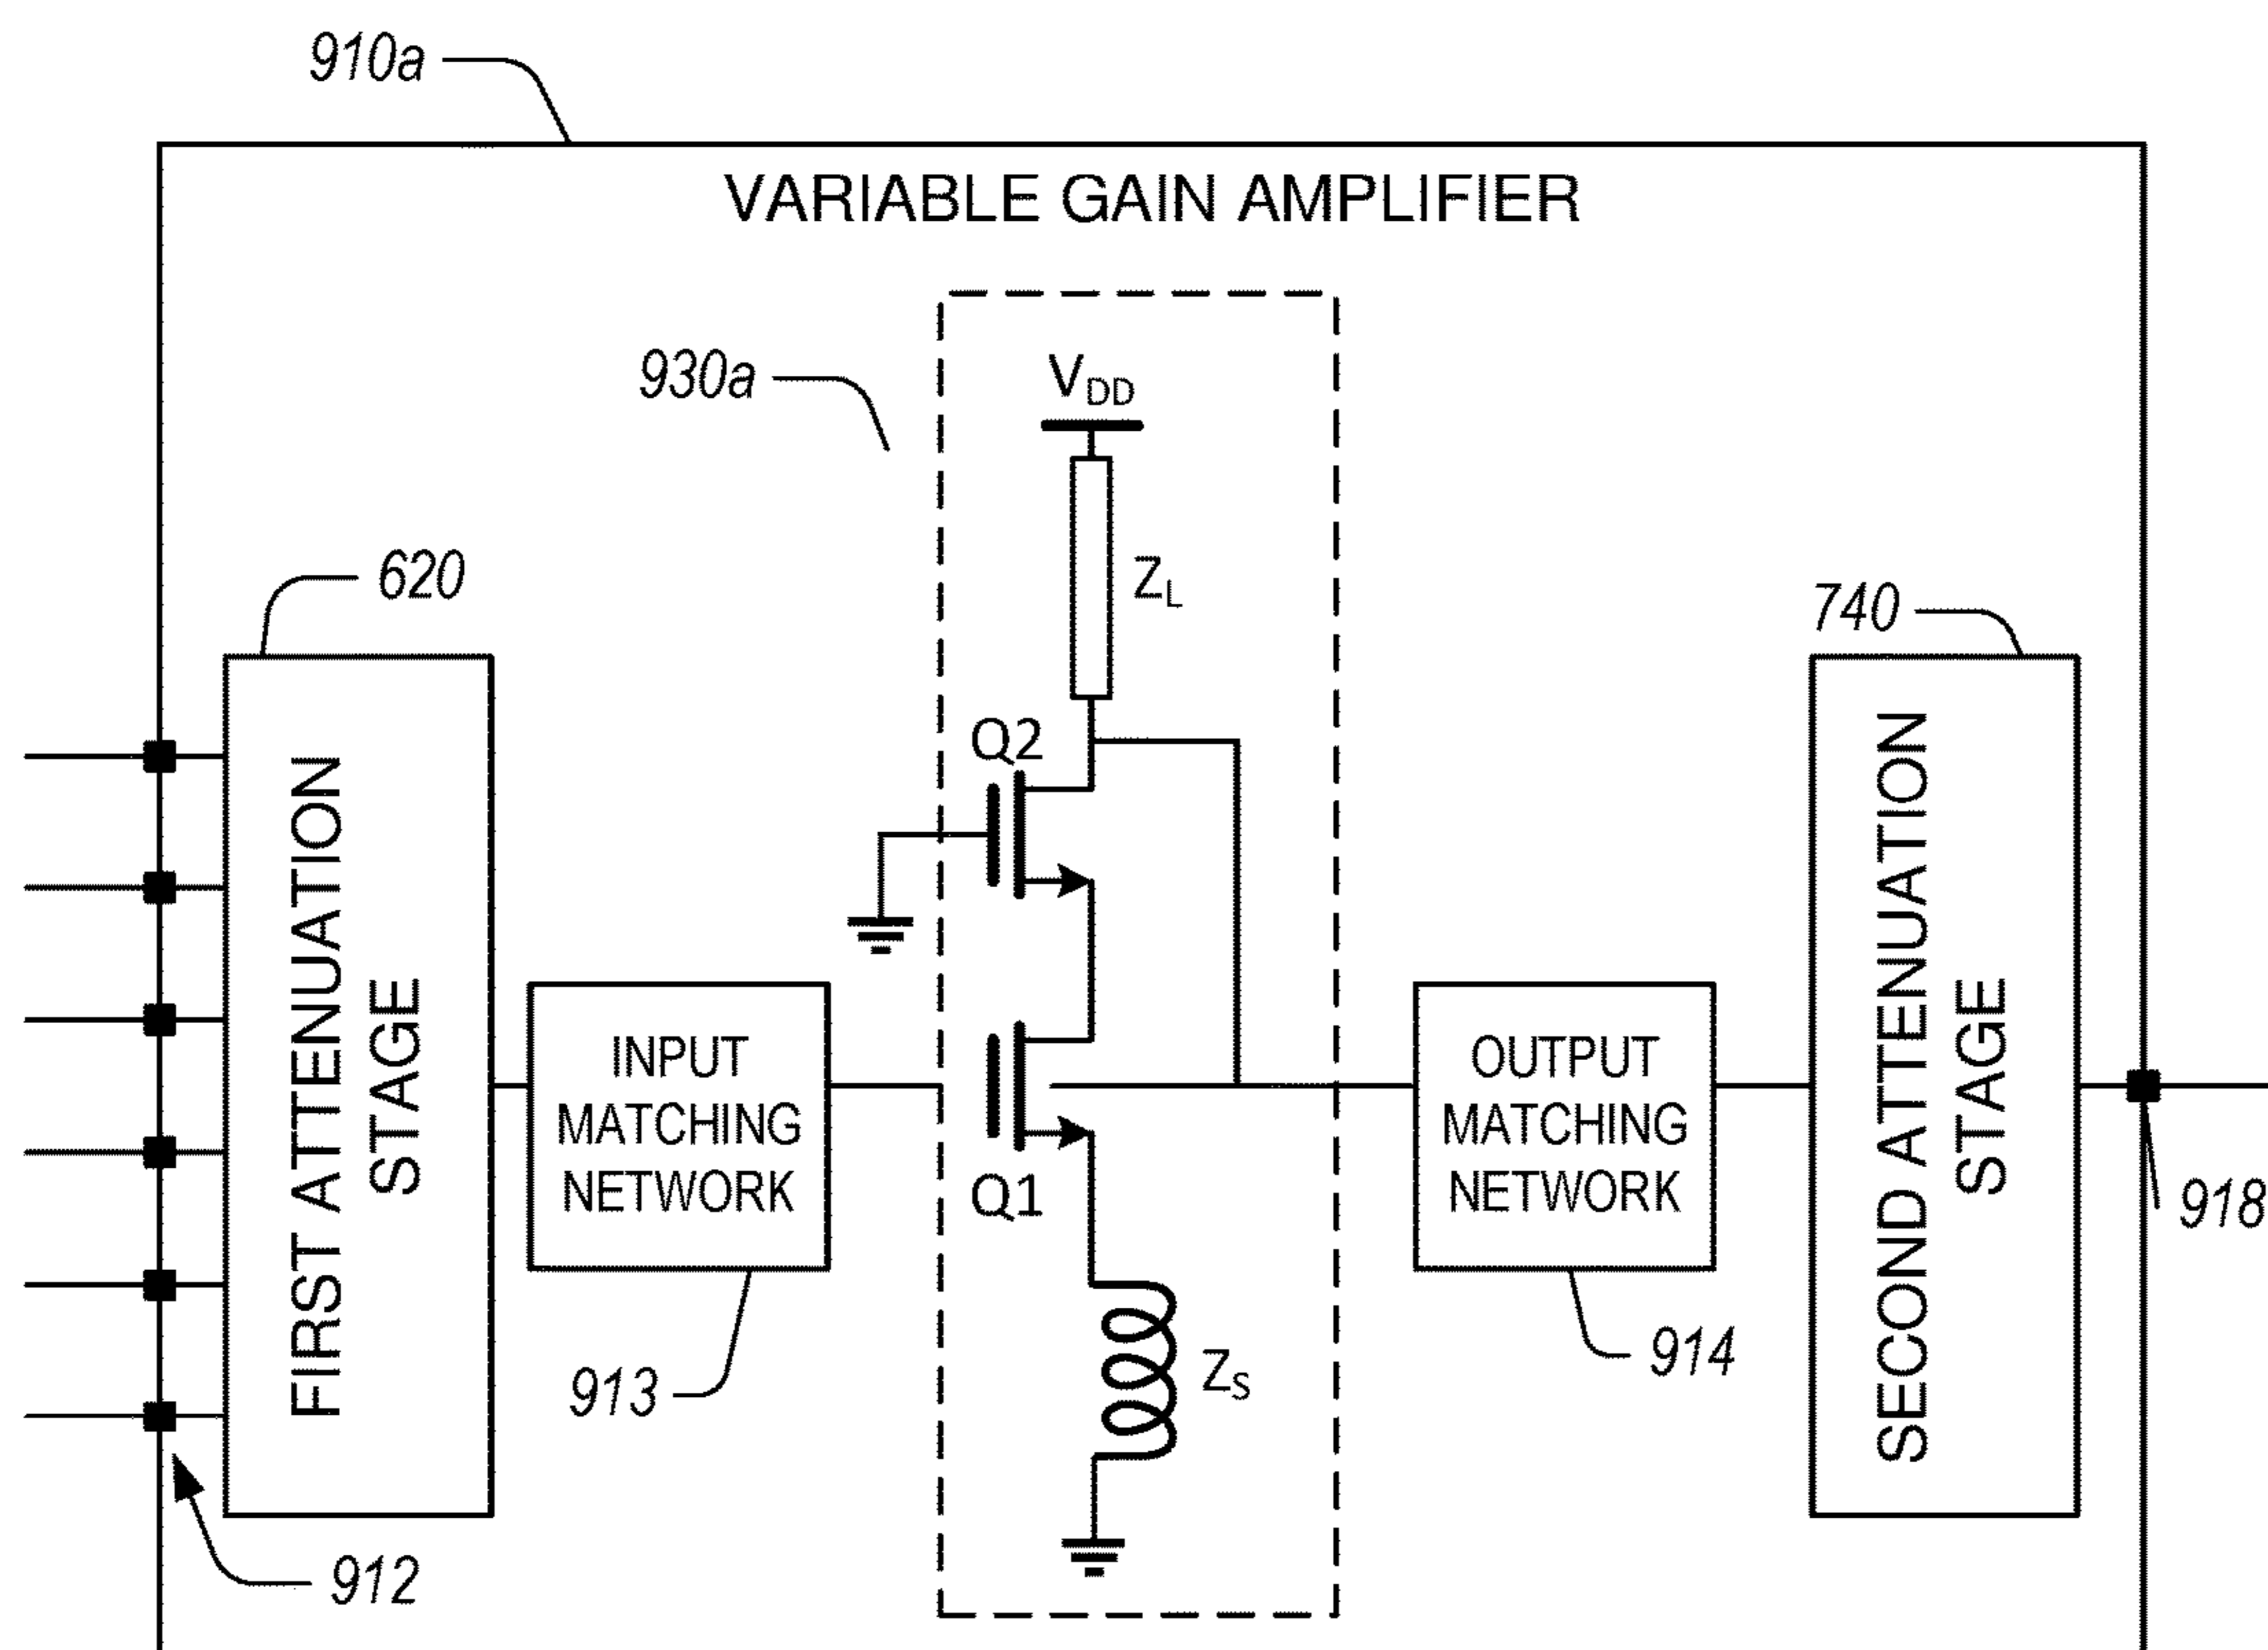 910a
VARIABLE GAIN AMPLIFIER
930a
VDD
620
ZL
740
Q2
FIRST ATTENUATION
STAGE
INPUT
MATCHING
NETWORK
913
Q1
ZS
OUTPUT
MATCHING
NETWORK
914
SECOND ATTENUATION
STAGE
918
912